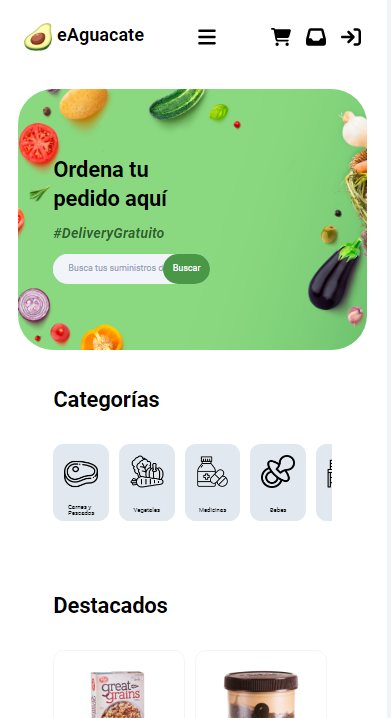 eAguacate
Ordena tu
pedido aquí
#DeliveryGratuito
Busca tus suministros o
Buscar
Categorías
Carnes y
Pescados
Vegetales
Medicinas
Bebes
Destacados
Post
great
grains